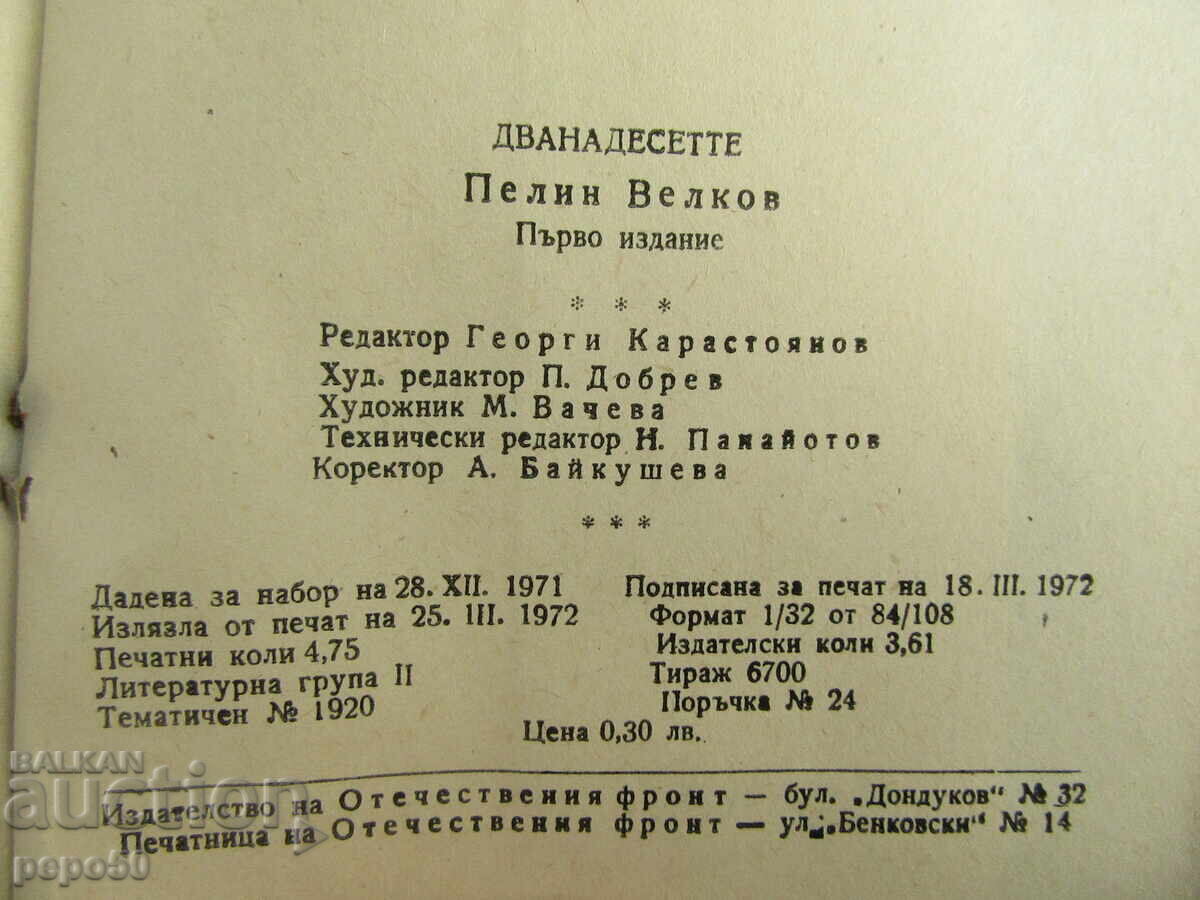 ДВАНАДЕСЕТТЕ
Пелин Велков
Първо издание
* * *
Редактор Георги Карастоянов
Худ. редактор П. Добрев
Художник М. Вачева
Технически редактор Н. Панайотов
Коректор А. Байкушева
* * *
Дадена за набор на 28. XII. 1971 Подписана за печат на 18. III. 1972
Излязла от печат на 25. III. 1972 Формат 1/32 от 84/108
Печатни коли 4,75 Издателски коли 3,61
Литературна група II Тираж 6700
Тематичен № 1920 Поръчка № 24
Цена 0,30 лв.
Издателство на Отечествения фронт — бул. „Дондуков“ № 32
Печатница на Отечествения фронт — ул. „Бенковски“ № 14
BALKAN
auction
pepo50